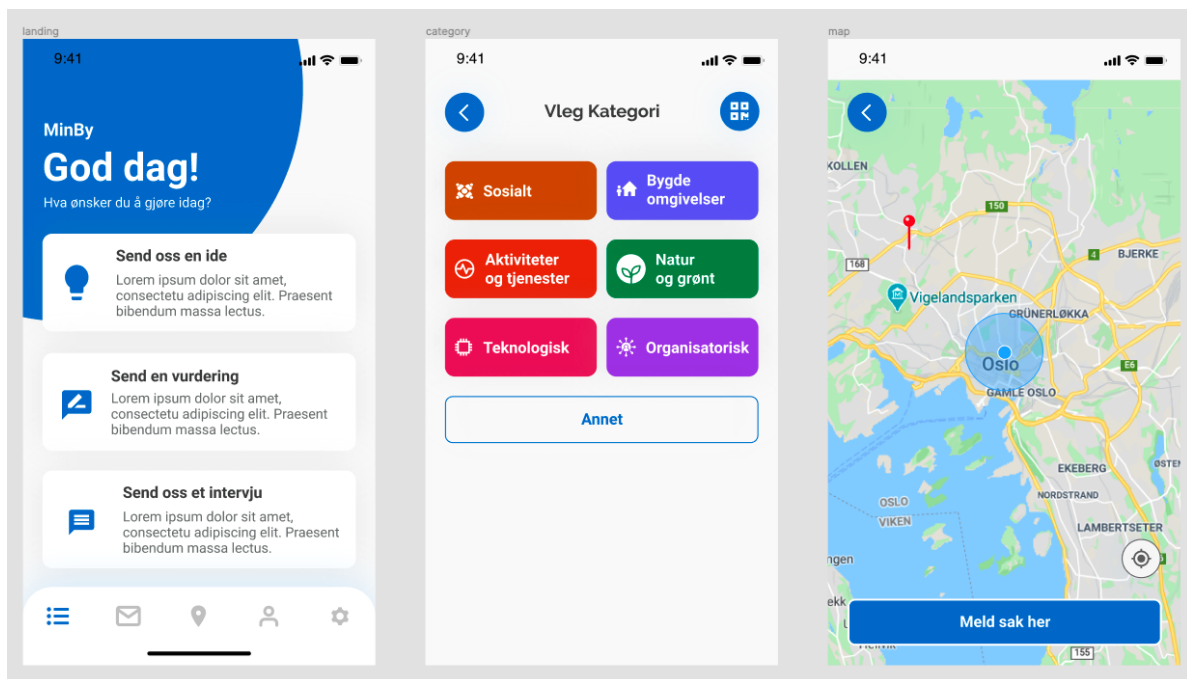 landing
9:41
MinBy
God dag!
Hva ønsker du å gjøre idag?
Send oss en ide
Lorem ipsum dolor sit amet,
consectetu adipiscing elit. Praesent
bibendum massa lectus.
Send en vurdering
Lorem ipsum dolor sit amet,
consectetu adipiscing elit. Praesent
bibendum massa lectus.
Send oss et intervju
Lorem ipsum dolor sit amet,
consectetu adipiscing elit. Praesent
bibendum massa lectus.
category
9:41
Vleg Kategori
Sosialt
Bygde
omgivelser
Aktiviteter
og tjenester
Natur
og grønt
Teknologisk
Organisatorisk
Annet
map
9:41
KOLLEN
150
168
4
BJERKE
Vigelandsparken
GRÜNERLØKKA
Oslo
E6
GAMLE OSLO
EKEBERG
ØSTE
NORDSTRAND
OSLO
VIKEN
LAMBERTSETER
ngen
ekk
Meld sak her
155